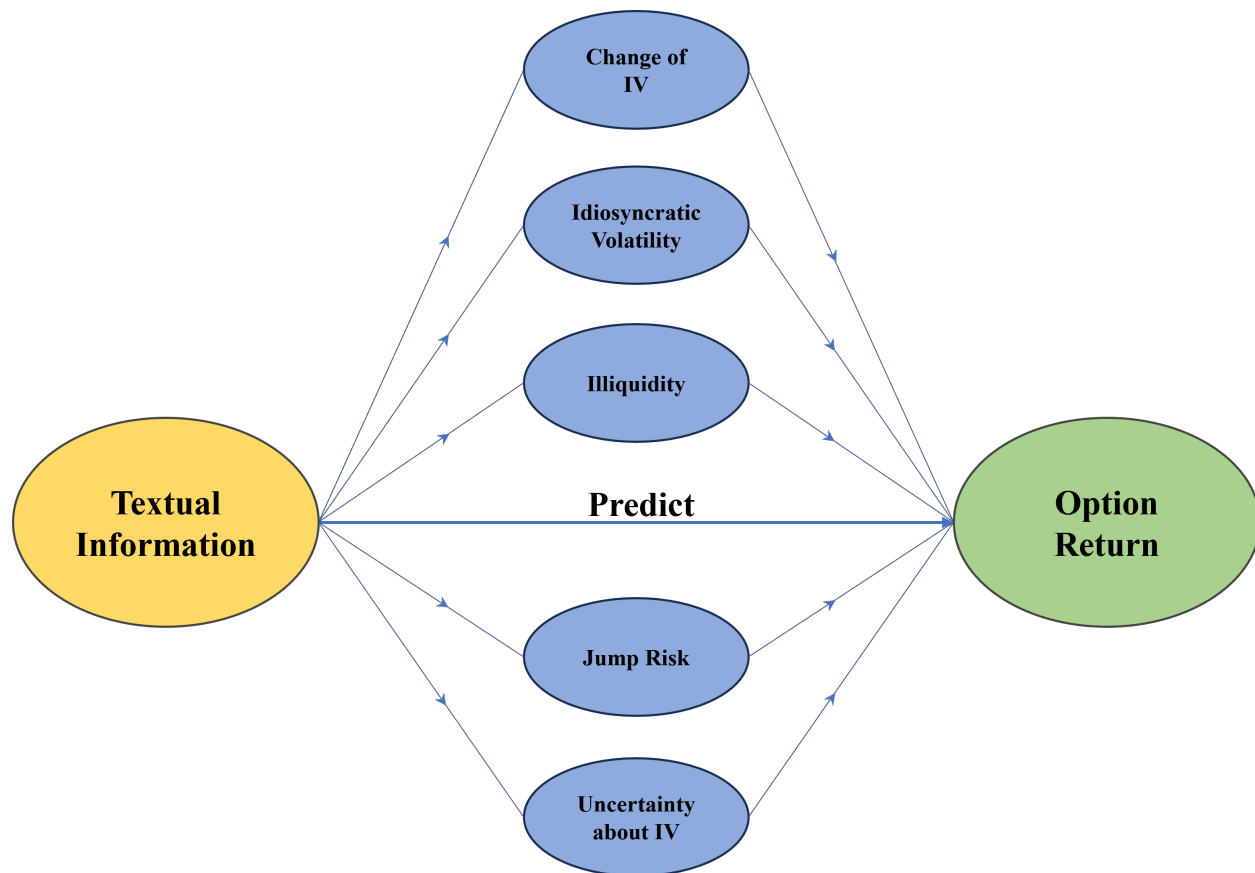 Change of
IV
Idiosyncratic
Volatility
Illiquidity
Textual
Information
Predict
Option
Return
Jump Risk
Uncertainty
about IV